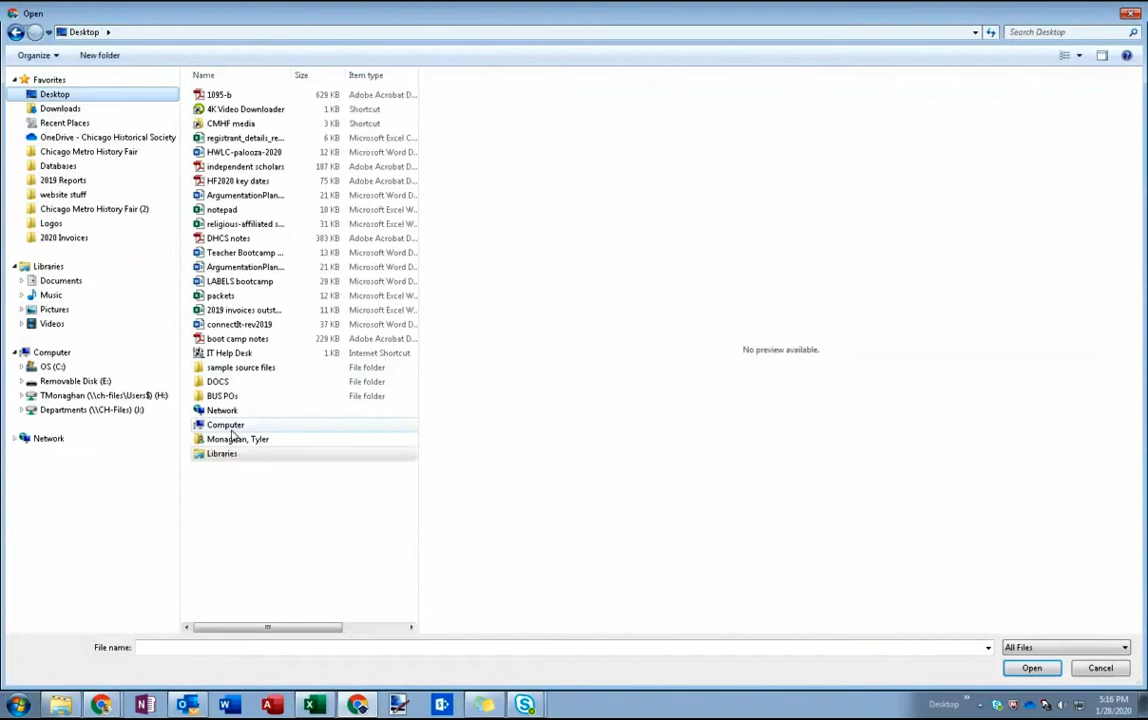 Open
Desktop
Search Desktop
Organize
New folder
Favorites
Desktop
Downloads
Recent Places
OneDrive - Chicago Historical Society
Chicago Metro History Fair
Databases
2019 Reports
website stuff
Chicago Metro History Fair (2)
Logos
2020 Invoices
Libraries
Documents
Music
Pictures
Videos
Computer
OS (C:)
Removable Disk (E:)
TMonaghan (\\ch-files\Users$) (H:)
Departments (\\CH-Files) (J:)
Network
Name Size Item type
1095-b 629 KB Adobe Acrobat D...
4K Video Downloader 1 KB Shortcut
CMHF media 3 KB Shortcut
registrant_details_re... 6 KB Microsoft Excel C...
HWLC-palooza-2020 12 KB Microsoft Word D...
independent scholars 187 KB Adobe Acrobat D...
HF2020 key dates 75 KB Adobe Acrobat D...
ArgumentationPlan... 21 KB Microsoft Word D...
notepad 10 KB Microsoft Excel W...
religious-affiliated s... 31 KB Microsoft Excel W...
DHCS notes 383 KB Adobe Acrobat D...
Teacher Bootcamp ... 13 KB Microsoft Word D...
ArgumentationPlan... 21 KB Microsoft Word D...
LABELS bootcamp 29 KB Microsoft Word D...
packets 12 KB Microsoft Excel W...
2019 invoices outst... 11 KB Microsoft Excel W...
connectIt-rev2019 37 KB Microsoft Word D...
boot camp notes 229 KB Adobe Acrobat D...
IT Help Desk 1 KB Internet Shortcut
sample source files File folder
DOCS File folder
BUS POs File folder
Network
Computer
Monaghan, Tyler
Libraries
No preview available.
File name:
All Files
Open
Cancel
Desktop
5:16 PM
1/28/2020